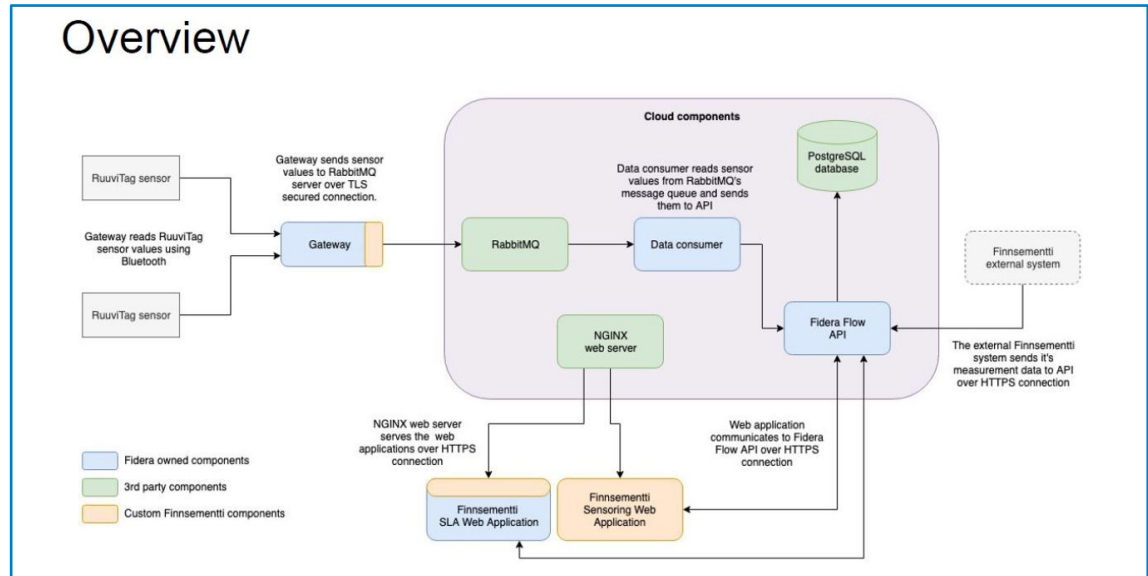 Overview
Cloud components
RuuviTag sensor
Gateway reads RuuviTag
sensor values using
Bluetooth
RuuviTag sensor
Gateway sends sensor
values to RabbitMQ
server over TLS
secured connection.
Gateway
RabbitMQ
Data consumer reads sensor
values from RabbitMQ's
message queue and sends
them to API
Data consumer
PostgreSQL
database
Fidera Flow
API
Finnsementti
external system
The external Finnsementti
system sends it's
measurement data to API
over HTTPS connection
NGINX
web server
NGINX web server
serves the web
applications over HTTPS
connection
Web application
communicates to Fidera
Flow API over HTTPS
connection
Finnsementti
SLA Web Application
Finnsementti
Sensoring Web
Application
Fidera owned components
3rd party components
Custom Finnsementti components